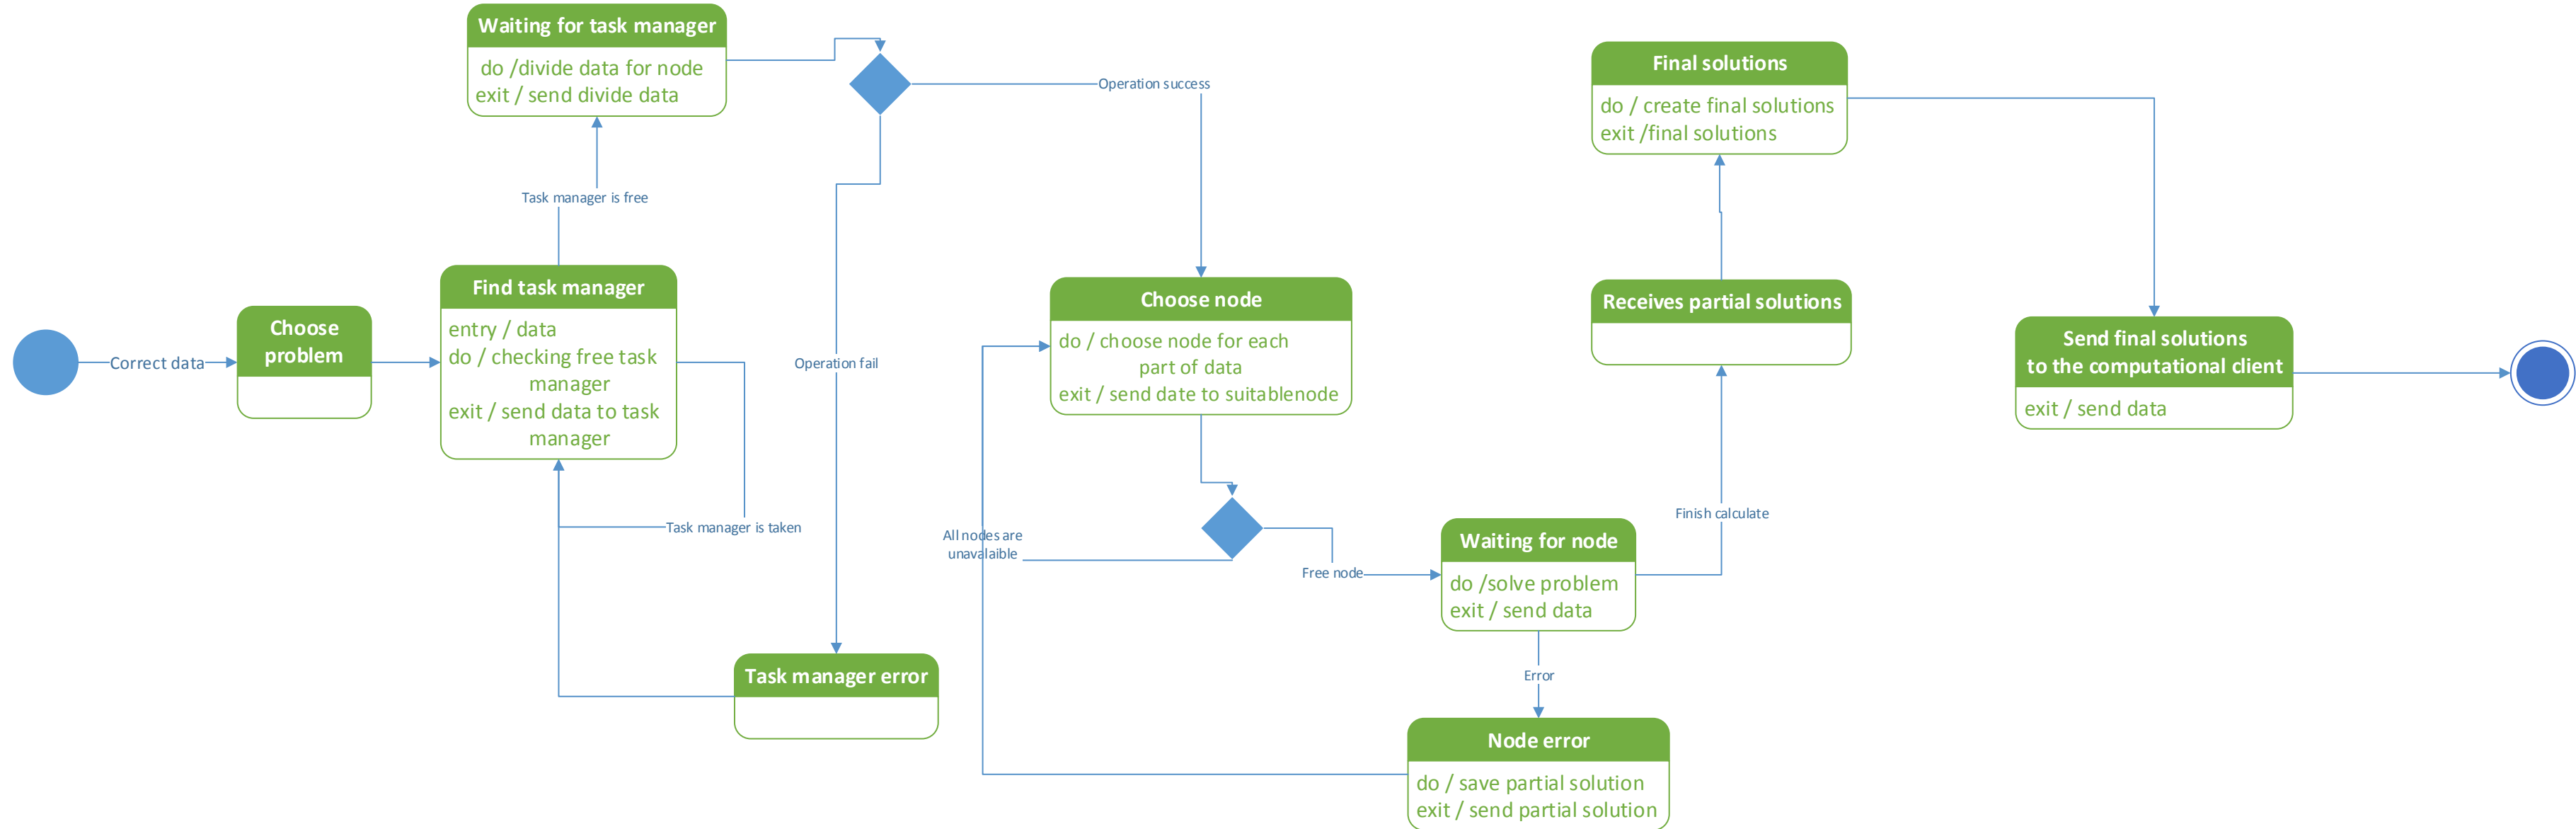 Waiting for task manager
do /divide data for node
exit / send divide data
Operation success
Final solutions
do / create final solutions
exit /final solutions
Task manager is free
Correct data
Choose
problem
Find task manager
entry / data
do / checking free task
manager
exit / send data to task
manager
Operation fail
Task manager is taken
Task manager error
Choose node
do / choose node for each
part of data
exit / send date to suitablenode
All nodes are
unavalaible
Free node
Waiting for node
do /solve problem
exit / send data
Error
Node error
do / save partial solution
exit / send partial solution
Finish calculate
Receives partial solutions
Send final solutions
to the computational client
exit / send data